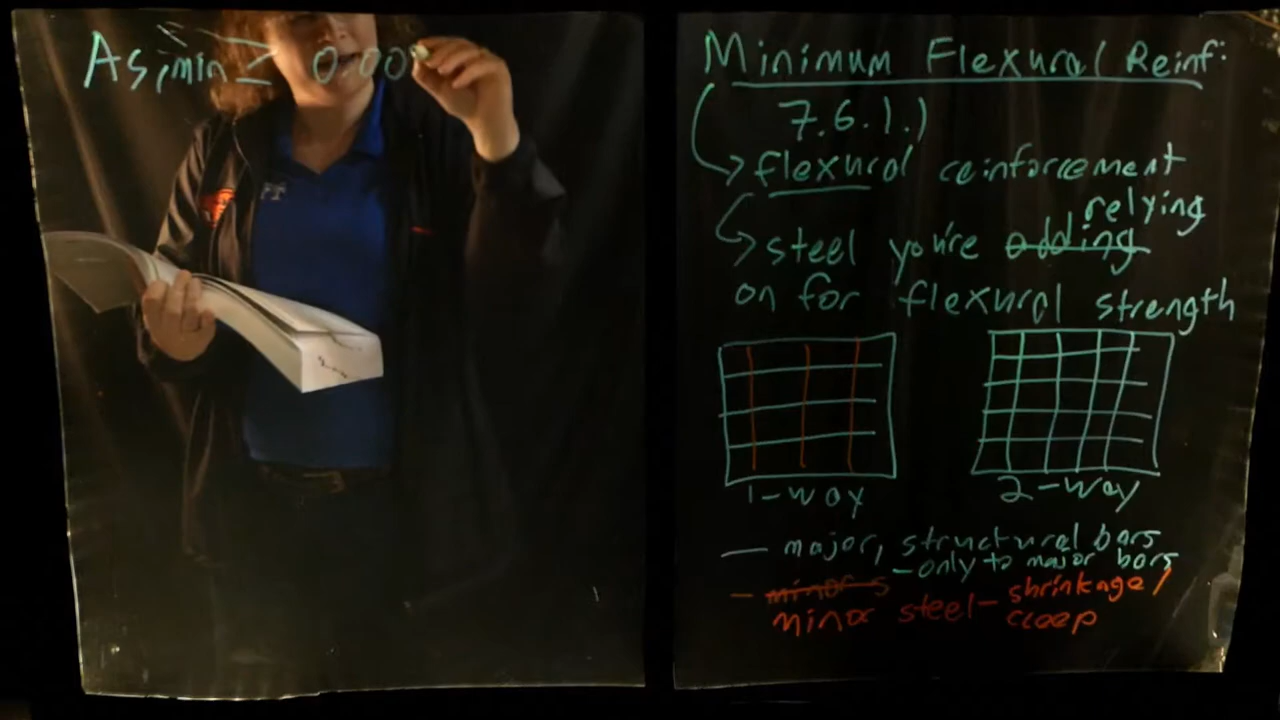 As,min ≥ 0.00
Minimum Flexural Reinf:
7.6.1.)
flexural reinforcement
relying
steel you're adding
on for flexural strength
1-way
2-way
— major, structural bars
- only to major bars
- minor s
minor steel - shrinkage/
creep